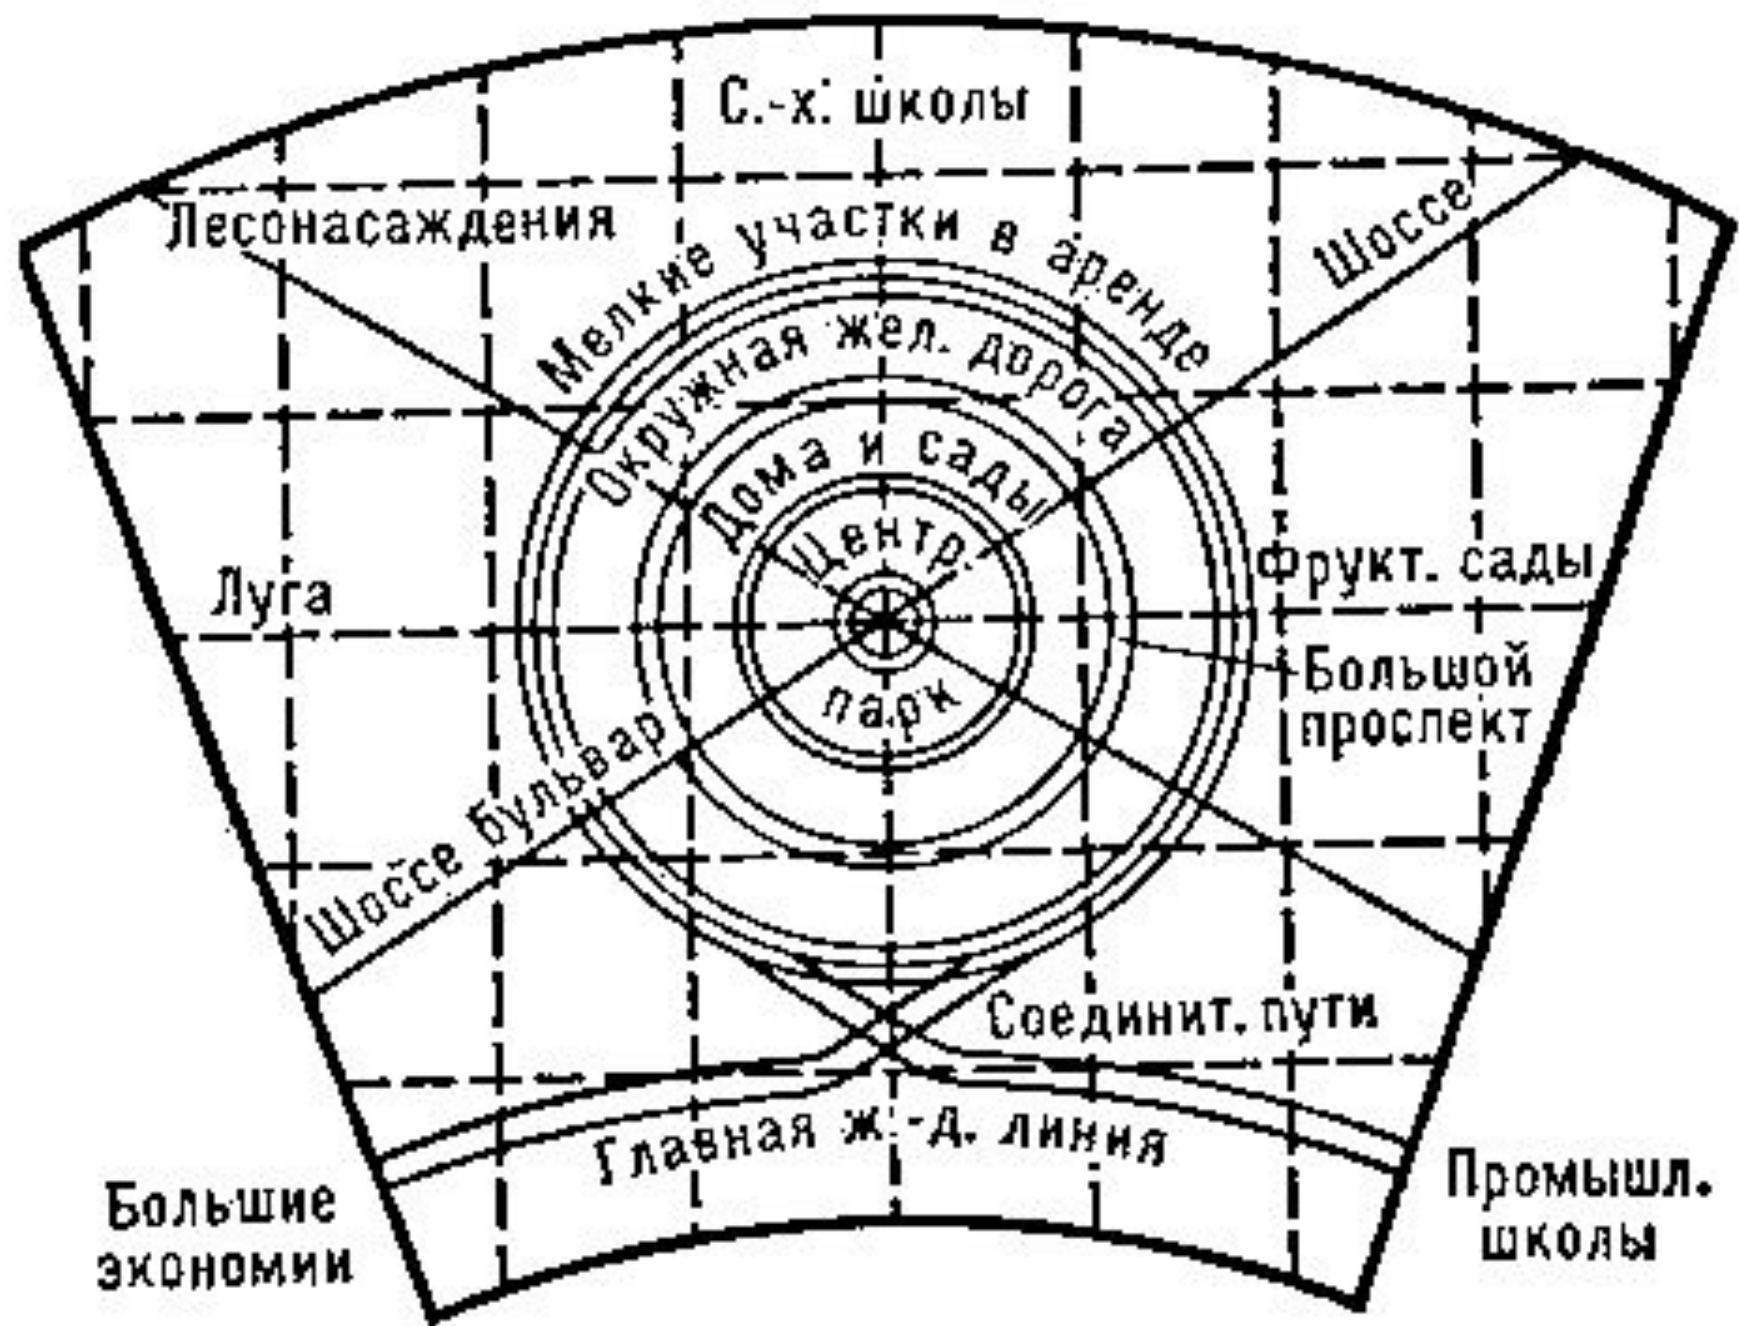 С.-х. школы
Лесонасаждения
Шоссе
Мелкие участки в аренде
Окружная жел. дорога
Дома и сады
Центр.
парк
Луга
Фрукт. сады
Большой
проспект
Шоссе бульвар
Соединит. пути
Главная ж.-д. линия
Большие
экономии
Промышл.
школы